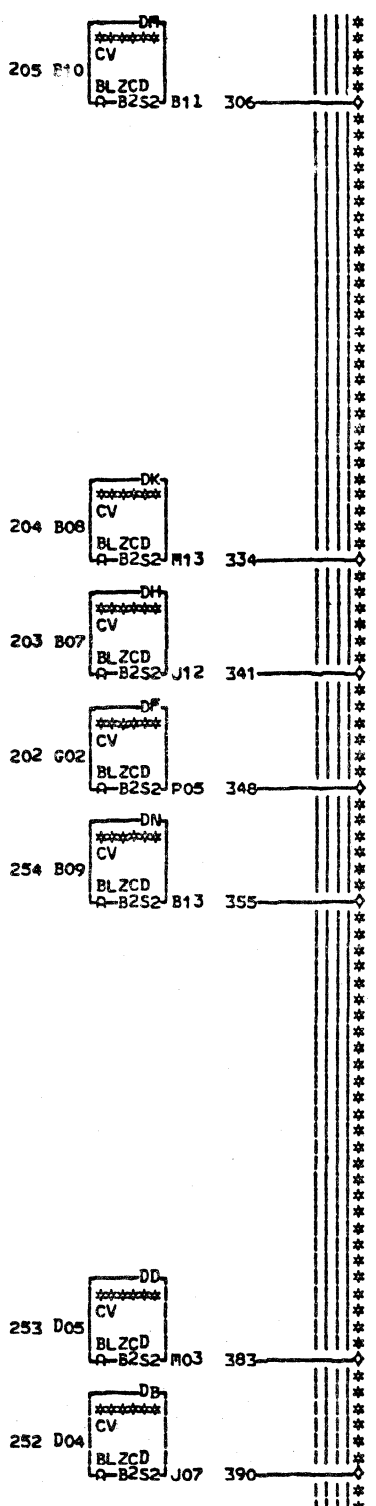 DM
******
CV
205 B10
BLZCD
A B2S2 B11 306
DK
******
CV
204 B08
BLZCD
A B2S2 M13 334
DH
******
CV
203 B07
BLZCD
A B2S2 J12 341
DF
******
CV
202 G02
BLZCD
A B2S2 P05 348
DN
******
CV
254 B09
BLZCD
A B2S2 B13 355
DD
******
CV
253 D05
BLZCD
A B2S2 M03 383
DB
******
CV
252 D04
BLZCD
A B2S2 J07 390